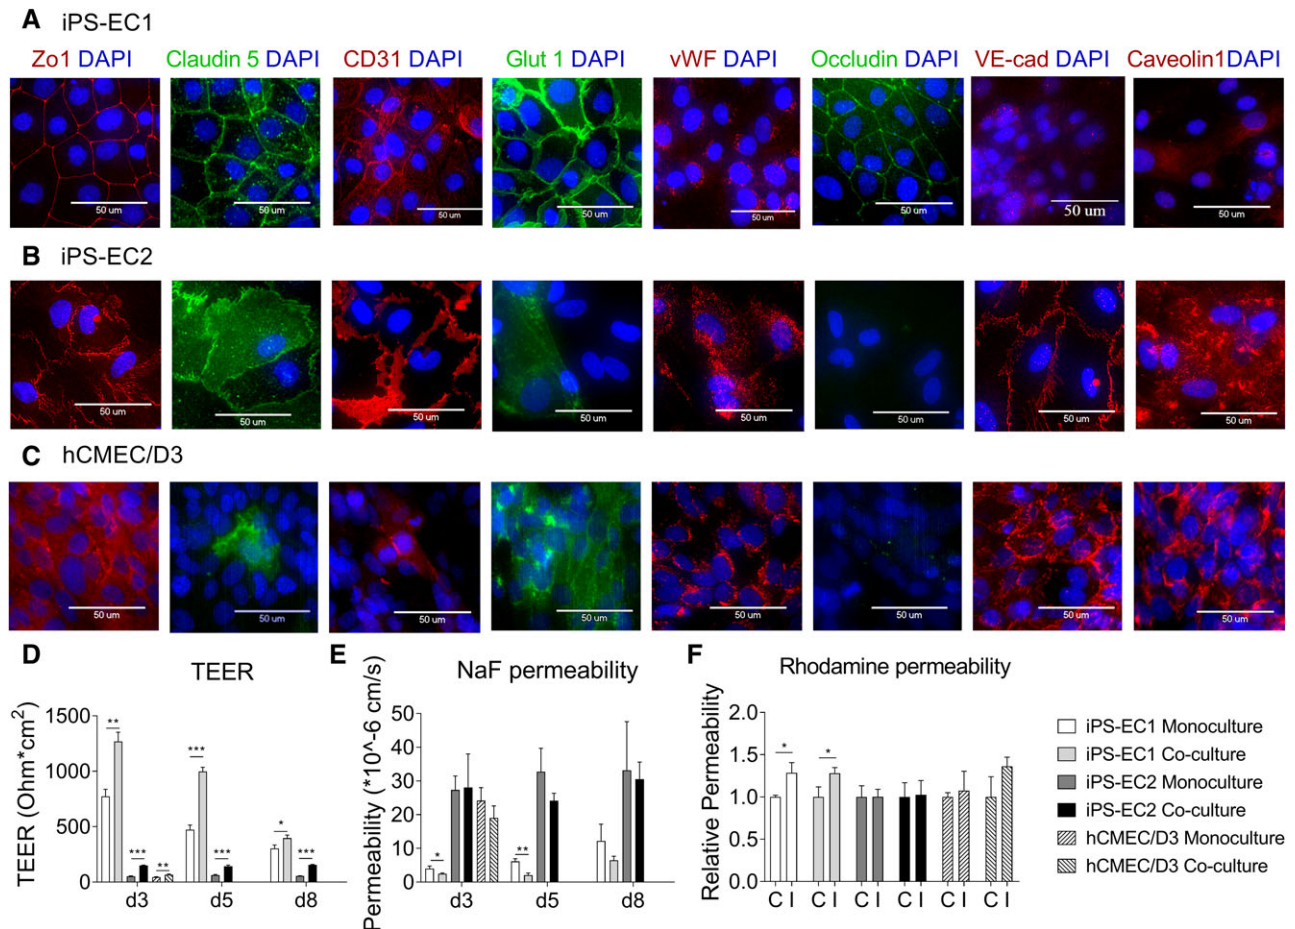 A iPS-EC1
Zo1 DAPI Claudin 5 DAPI CD31 DAPI Glut 1 DAPI vWF DAPI Occludin DAPI VE-cad DAPI Caveolin1DAPI
50 um 50 um 50 um 50 um 50 um 50 um 50 um 50 um
B iPS-EC2
50 um 50 um 50 um 50 um 50 um 50 um 50 um 50 um
C hCMEC/D3
50 um 50 um 50 um 50 um 50 um 50 um 50 um 50 um
D TEER
TEER (Ohm*cm^2)
1500
1000
500
0
** *** ** *** *** * ***
d3 d5 d8
E NaF permeability
Permeability (*10^-6 cm/s)
50
40
30
20
10
0
* **
d3 d5 d8
F Rhodamine permeability
Relative Permeability
2.0
1.5
1.0
0.5
0.0
* *
C I C I C I C I C I C I
iPS-EC1 Monoculture
iPS-EC1 Co-culture
iPS-EC2 Monoculture
iPS-EC2 Co-culture
hCMEC/D3 Monoculture
hCMEC/D3 Co-culture